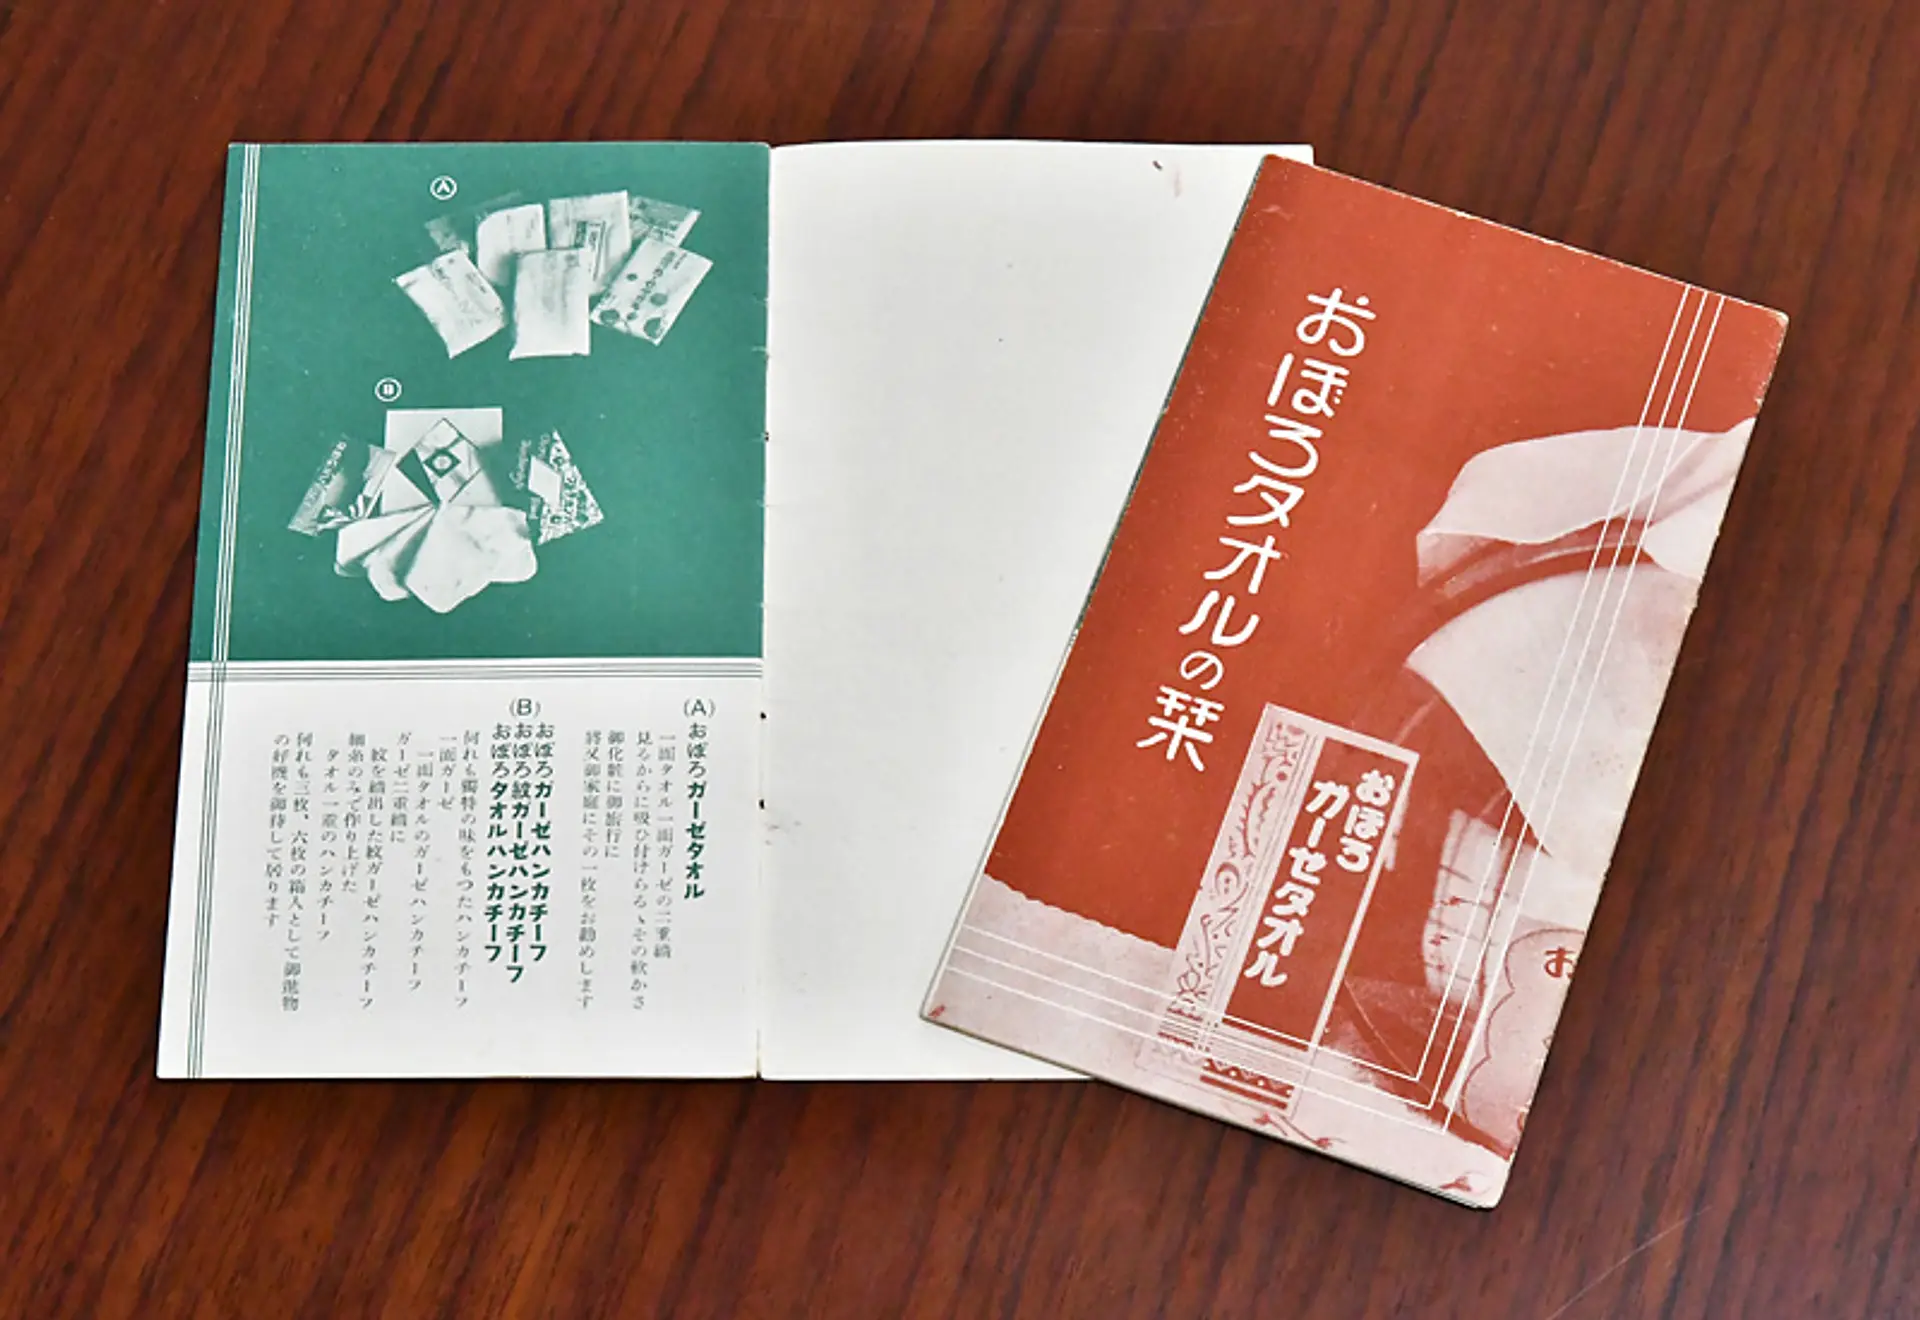 Ⓐ
Ⓑ
(A)
おぼろガーゼタオル
一面タオル一面ガーゼの二重織
見るからに吸ひ付けらるゝその軟かさ
御化粧に御旅行に
将又御家庭にその一枚をお勧めします
(B)
おぼろガーゼハンカチーフ
おぼろ紋ガーゼハンカチーフ
おぼろタオルハンカチーフ
何れも獨特の味をもつたハンカチーフ
一面ガーゼ
一面タオルのガーゼハンカチーフ
ガーゼ二重織に
紋を織出した紋ガーゼハンカチーフ
細糸のみで作り上げた
タオル一重のハンカチーフ
何れも三枚、六枚の箱入として御進物
の好機を御待して居ります
おぼろタオルの栞
おぼろ
ガーゼタオル
お